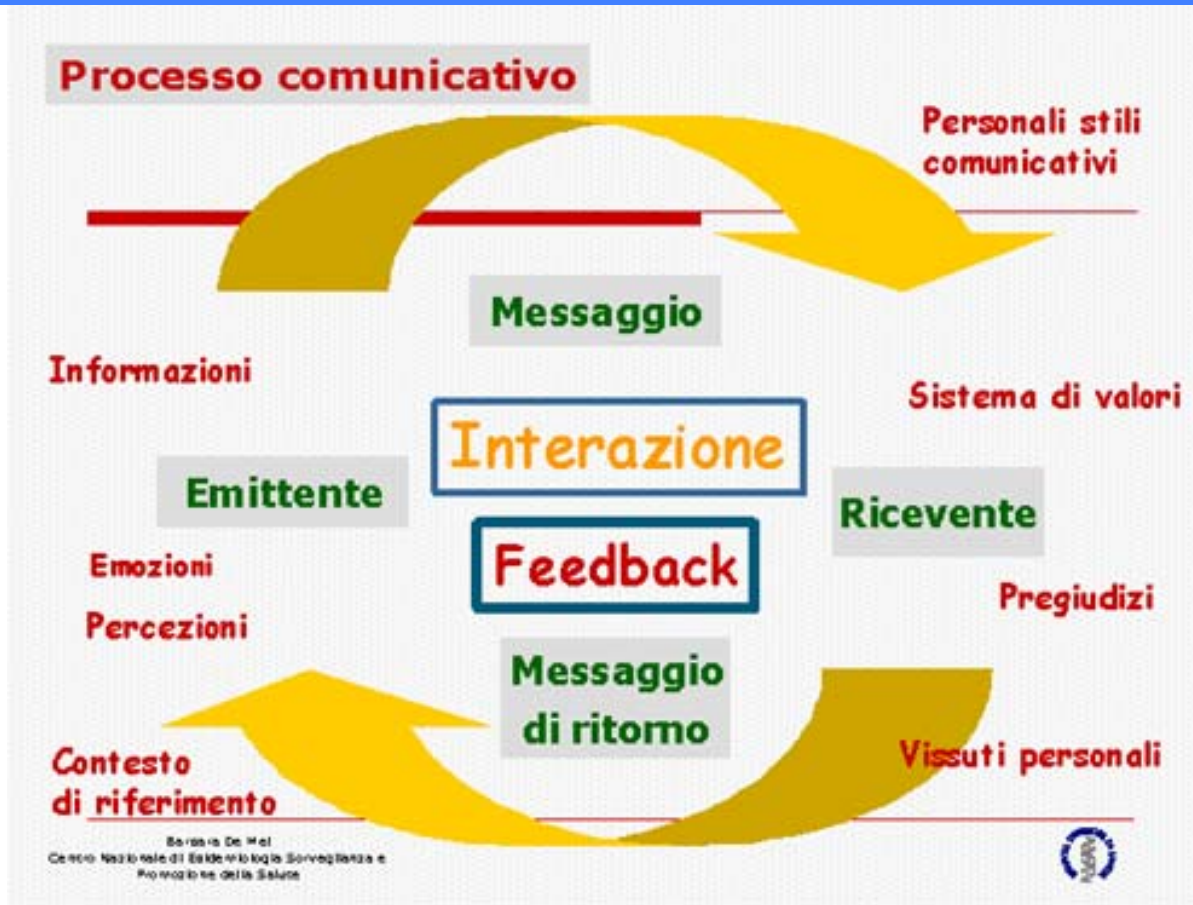 Processo comunicativo
Personali stili
comunicativi
Messaggio
Informazioni
Sistema di valori
Interazione
Emittente
Ricevente
Feedback
Emozioni
Pregiudizi
Percezioni
Messaggio
di ritorno
Vissuti personali
Contesto
di riferimento
Barbara De Mei
Centro Nazionale di Epidemiologia Sorveglianza e
Promozione della Salute